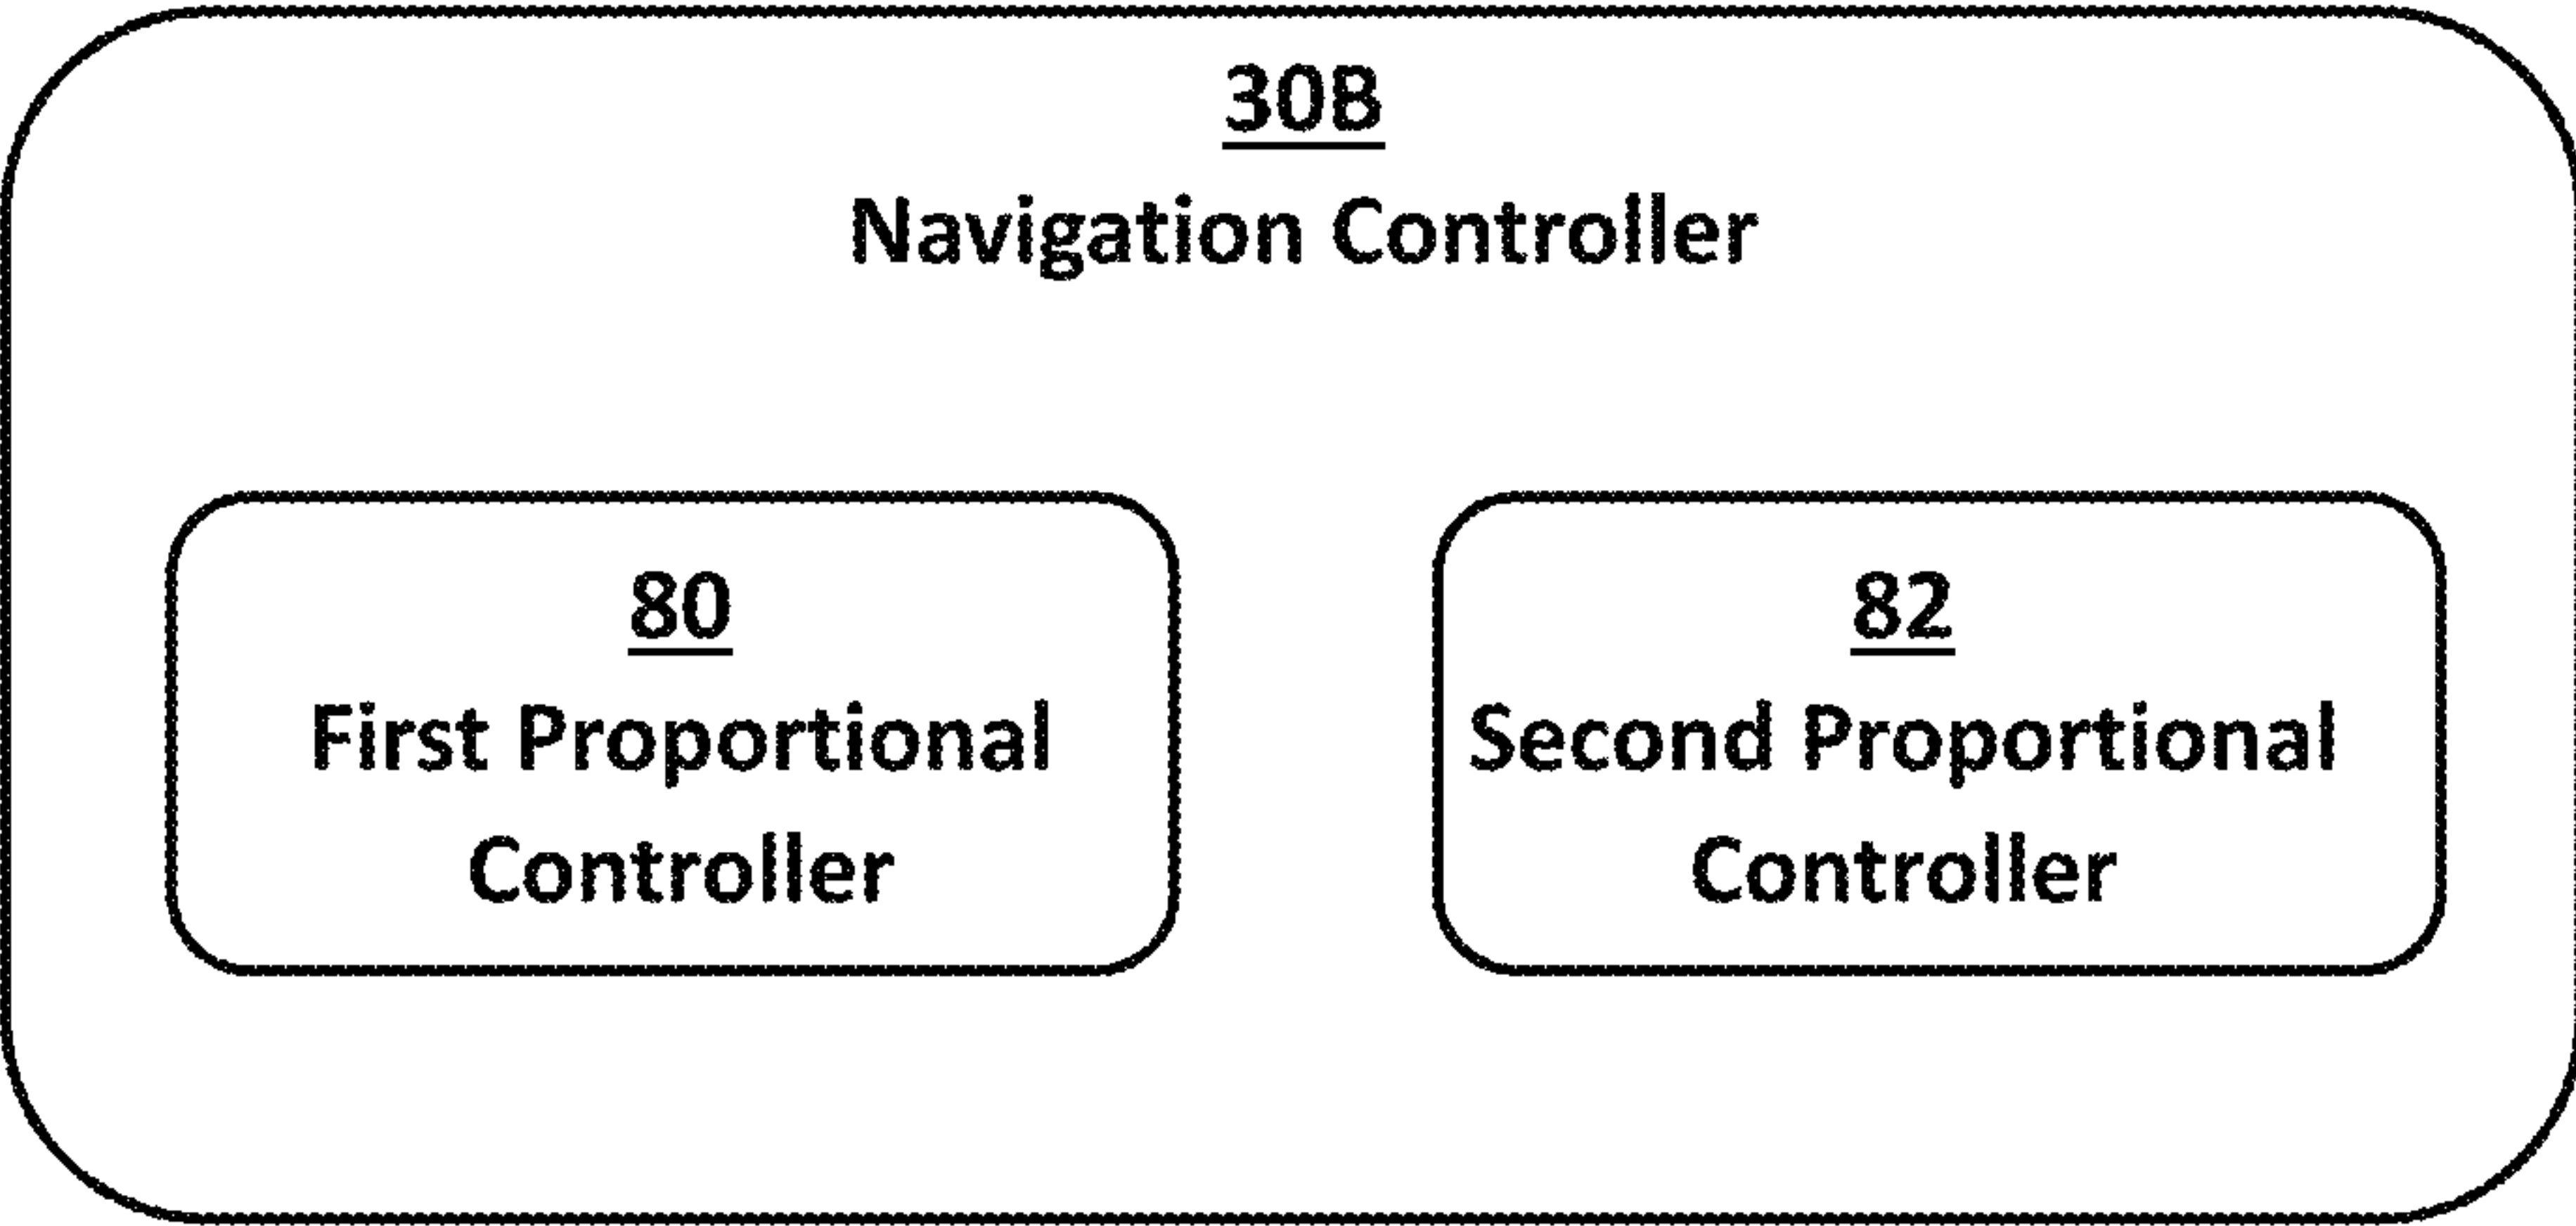 30B
Navigation Controller
80
First Proportional
Controller
82
Second Proportional
Controller